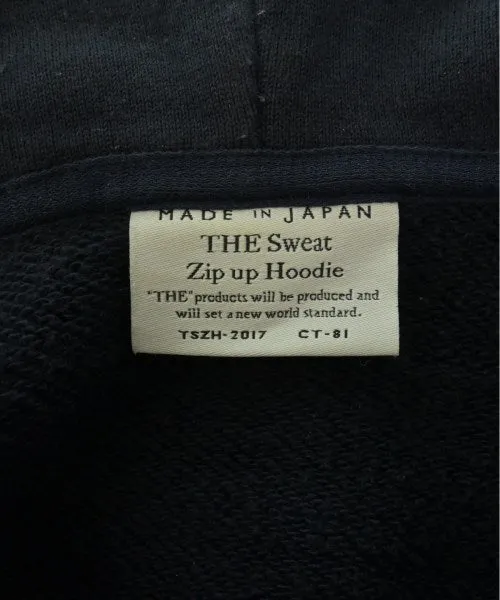 MADE IN JAPAN
THE Sweat
Zip up Hoodie
"THE" products will be produced and
will set a new world standard.
TSZH-2017 CT-81